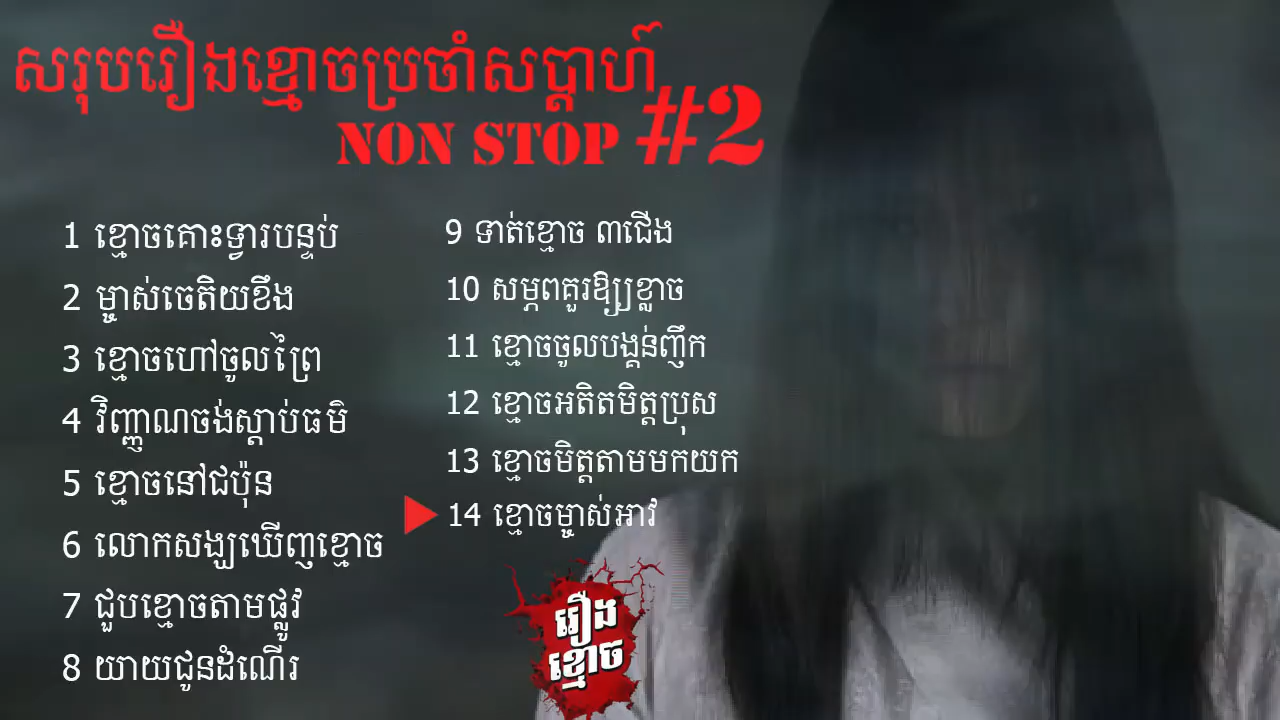 សរុបរឿងខ្មោចប្រចាំសប្តាហ៍
NON STOP #2
1 ខ្មោចគោះទ្វារបន្ទប់
2 ម្ចាស់ចេតិយខឹង
3 ខ្មោចហៅចូលព្រៃ
4 វិញ្ញាណចង់ស្តាប់ធម៌
5 ខ្មោចនៅជប៉ុន
6 លោកសង្ឃឃើញខ្មោច
7 ជួបខ្មោចតាមផ្លូវ
8 យាយជូនដំណើរ
9 ទាត់ខ្មោច ៣ជើង
10 សម្ភពគួរឱ្យខ្លាច
11 ខ្មោចចូលបង្គន់ញឹក
12 ខ្មោចអតិតមិត្តប្រុស
13 ខ្មោចមិត្តតាមមកយក
14 ខ្មោចម្ចាស់អាវ
រឿង
ខ្មោច